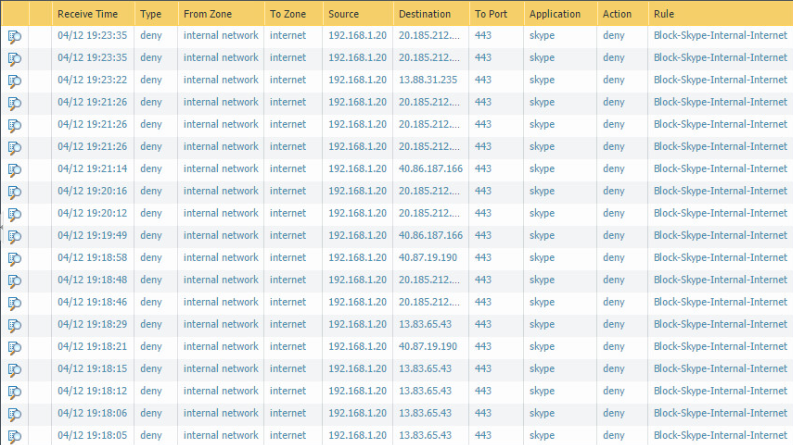 Receive Time Type From Zone To Zone Source Destination To Port Application Action Rule
04/12 19:23:35 deny internal network internet 192.168.1.20 20.185.212.... 443 skype deny Block-Skype-Internal-Internet
04/12 19:23:35 deny internal network internet 192.168.1.20 20.185.212.... 443 skype deny Block-Skype-Internal-Internet
04/12 19:23:22 deny internal network internet 192.168.1.20 13.88.31.235 443 skype deny Block-Skype-Internal-Internet
04/12 19:21:26 deny internal network internet 192.168.1.20 20.185.212.... 443 skype deny Block-Skype-Internal-Internet
04/12 19:21:26 deny internal network internet 192.168.1.20 20.185.212.... 443 skype deny Block-Skype-Internal-Internet
04/12 19:21:26 deny internal network internet 192.168.1.20 20.185.212.... 443 skype deny Block-Skype-Internal-Internet
04/12 19:21:14 deny internal network internet 192.168.1.20 40.86.187.166 443 skype deny Block-Skype-Internal-Internet
04/12 19:20:16 deny internal network internet 192.168.1.20 20.185.212.... 443 skype deny Block-Skype-Internal-Internet
04/12 19:20:12 deny internal network internet 192.168.1.20 20.185.212.... 443 skype deny Block-Skype-Internal-Internet
04/12 19:19:49 deny internal network internet 192.168.1.20 40.86.187.166 443 skype deny Block-Skype-Internal-Internet
04/12 19:18:58 deny internal network internet 192.168.1.20 40.87.19.190 443 skype deny Block-Skype-Internal-Internet
04/12 19:18:48 deny internal network internet 192.168.1.20 20.185.212.... 443 skype deny Block-Skype-Internal-Internet
04/12 19:18:46 deny internal network internet 192.168.1.20 20.185.212.... 443 skype deny Block-Skype-Internal-Internet
04/12 19:18:29 deny internal network internet 192.168.1.20 13.83.65.43 443 skype deny Block-Skype-Internal-Internet
04/12 19:18:21 deny internal network internet 192.168.1.20 40.87.19.190 443 skype deny Block-Skype-Internal-Internet
04/12 19:18:15 deny internal network internet 192.168.1.20 13.83.65.43 443 skype deny Block-Skype-Internal-Internet
04/12 19:18:12 deny internal network internet 192.168.1.20 13.83.65.43 443 skype deny Block-Skype-Internal-Internet
04/12 19:18:06 deny internal network internet 192.168.1.20 13.83.65.43 443 skype deny Block-Skype-Internal-Internet
04/12 19:18:05 deny internal network internet 192.168.1.20 13.83.65.43 443 skype deny Block-Skype-Internal-Internet